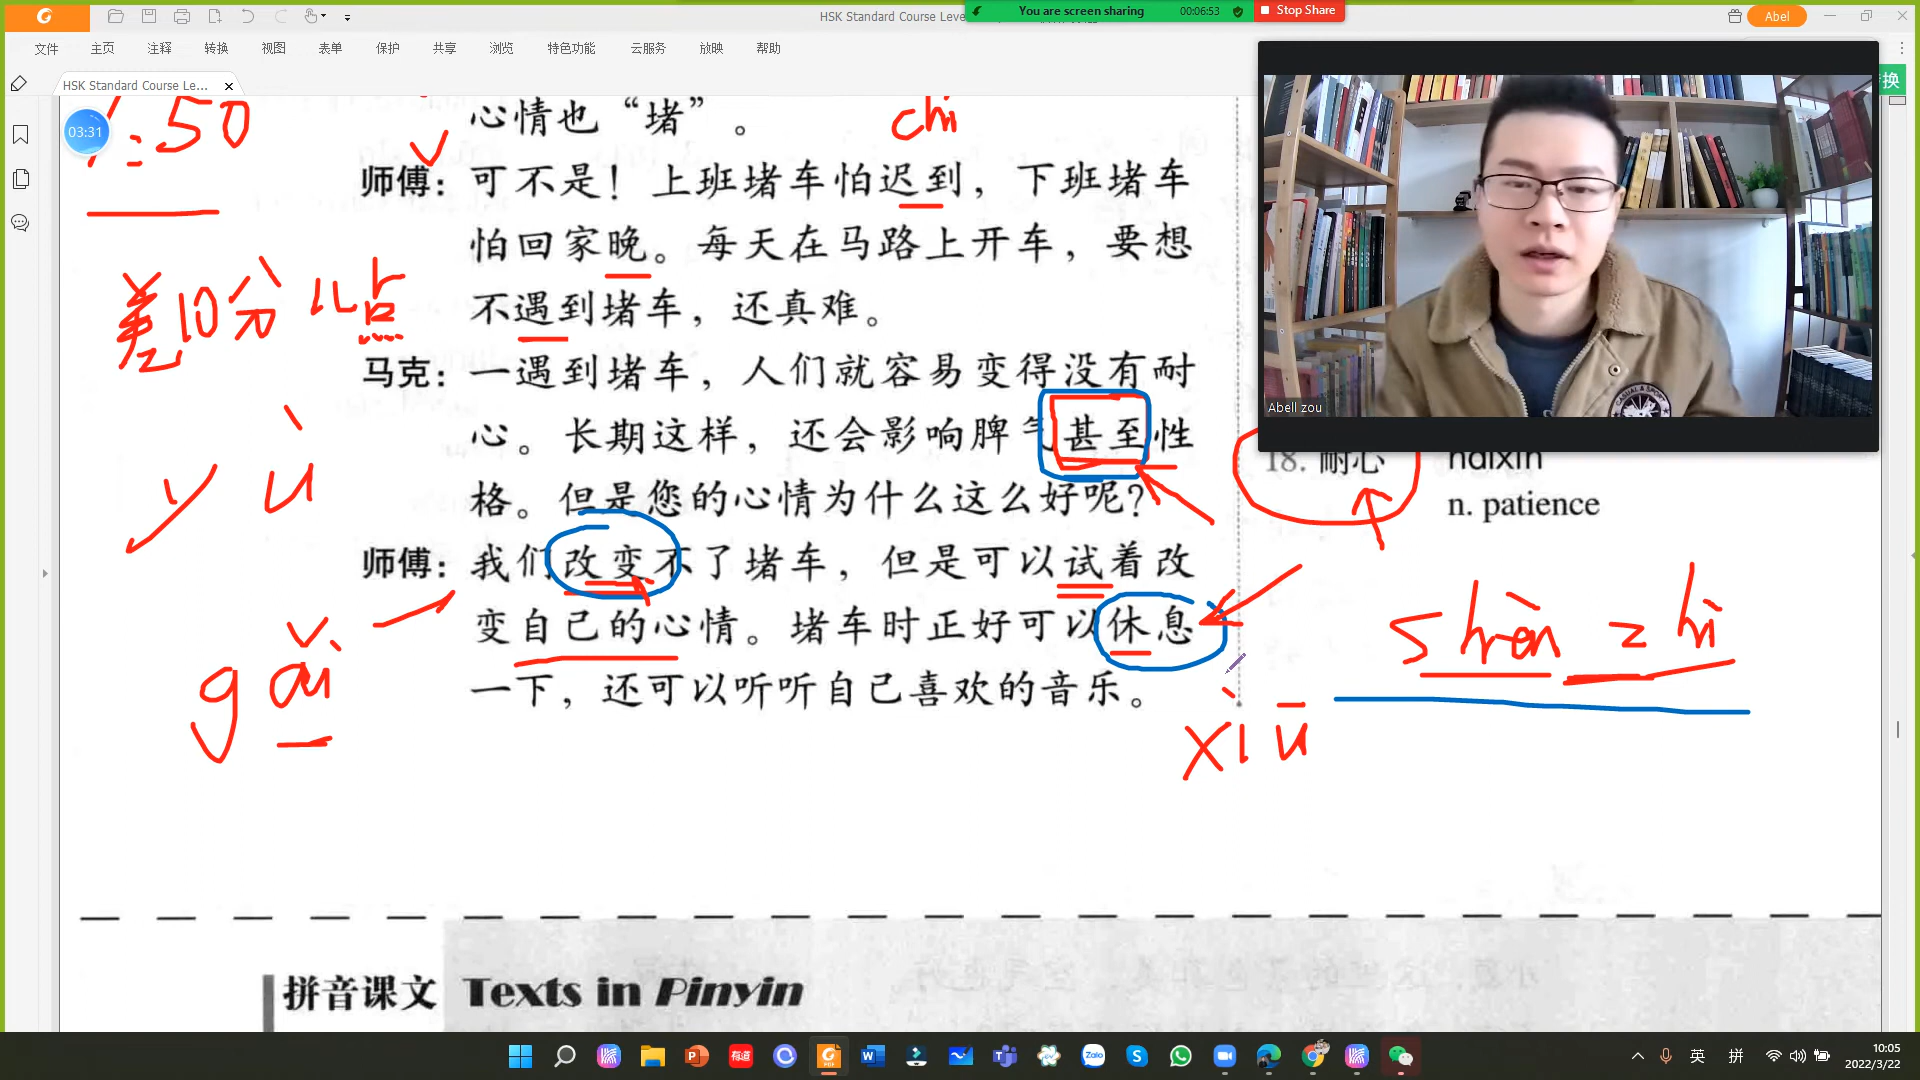 HSK Standard Course Leve
You are screen sharing
00:06:53
Stop Share
Abel
文件 主页 注释 转换 视图 表单 保护 共享 浏览 特色功能 云服务 放映 帮助
HSK Standard Course Le...
换
03:31
:50
心情也“堵”。
chi
师傅：可不是！上班堵车怕迟到，下班堵车
怕回家晚。每天在马路上开车，要想
不遇到堵车，还真难。
差10分 几点
马克：一遇到堵车，人们就容易变得没有耐
心。长期这样，还会影响脾气甚至性
格。但是您的心情为什么这么好呢？
yù
师傅：我们改变不了堵车，但是可以试着改
变自己的心情。堵车时正好可以休息
一下，还可以听听自己喜欢的音乐。
gǎi
xiū
Abell zou
18. 耐心 nàixīn
n. patience
shèn zhì
拼音课文 Texts in Pinyin
英
拼
10:05
2022/3/22